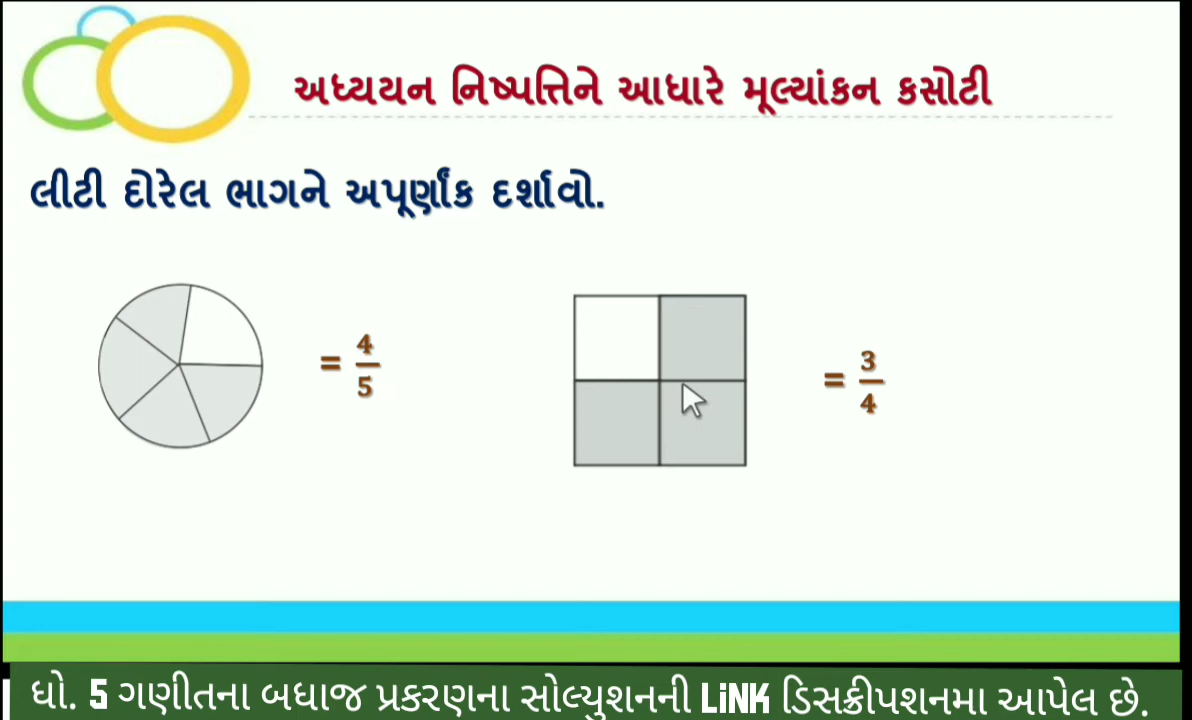 અધ્યયન નિષ્પત્તિને આધારે મૂલ્યાંકન કસોટી
લીટી દોરેલ ભાગને અપૂર્ણાંક દર્શાવો.
= 4/5
= 3/4
ધો. 5 ગણીતના બધાજ પ્રકરણના સોલ્યુશનની LiNK ડિસક્રીપશનમા આપેલ છે.